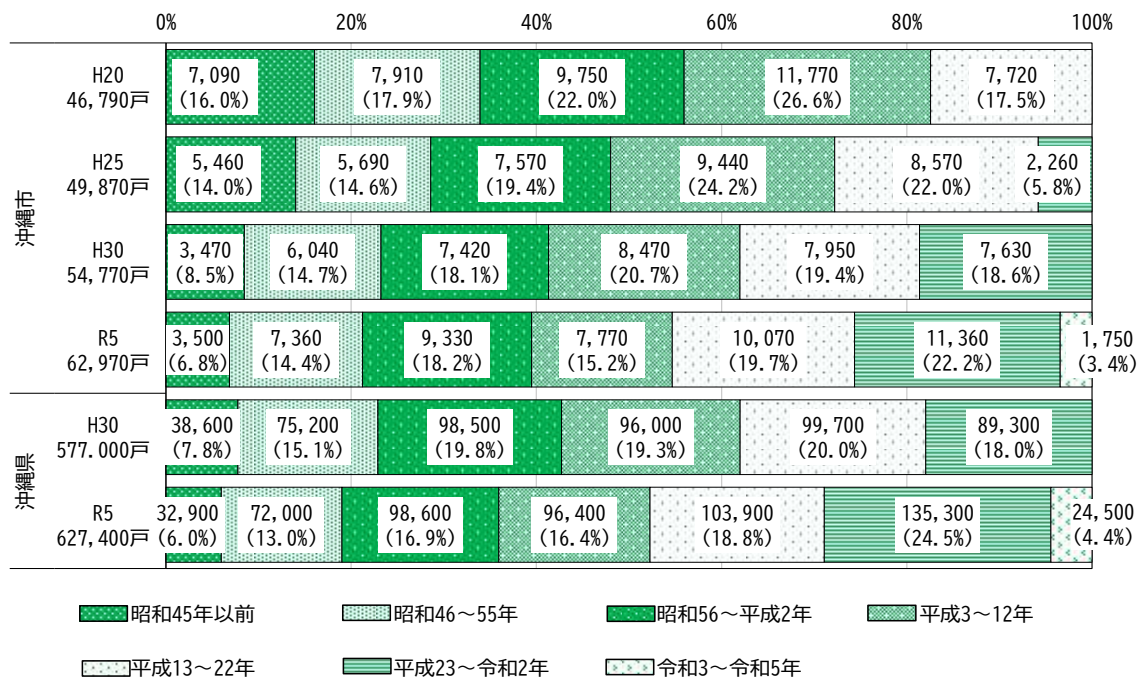 0% 20% 40% 60% 80% 100%
沖縄市
H20
46,790戸
7,090 7,910 9,750 11,770 7,720
(16.0%) (17.9%) (22.0%) (26.6%) (17.5%)
H25
49,870戸
5,460 5,690 7,570 9,440 8,570 2,260
(14.0%) (14.6%) (19.4%) (24.2%) (22.0%) (5.8%)
H30
54,770戸
3,470 6,040 7,420 8,470 7,950 7,630
(8.5%) (14.7%) (18.1%) (20.7%) (19.4%) (18.6%)
R5
62,970戸
3,500 7,360 9,330 7,770 10,070 11,360 1,750
(6.8%) (14.4%) (18.2%) (15.2%) (19.7%) (22.2%) (3.4%)
沖縄県
H30
577.000戸
38,600 75,200 98,500 96,000 99,700 89,300
(7.8%) (15.1%) (19.8%) (19.3%) (20.0%) (18.0%)
R5
627,400戸
32,900 72,000 98,600 96,400 103,900 135,300 24,500
(6.0%) (13.0%) (16.9%) (16.4%) (18.8%) (24.5%) (4.4%)
昭和45年以前 昭和46～55年 昭和56～平成2年 平成3～12年
平成13～22年 平成23～令和2年 令和3～令和5年